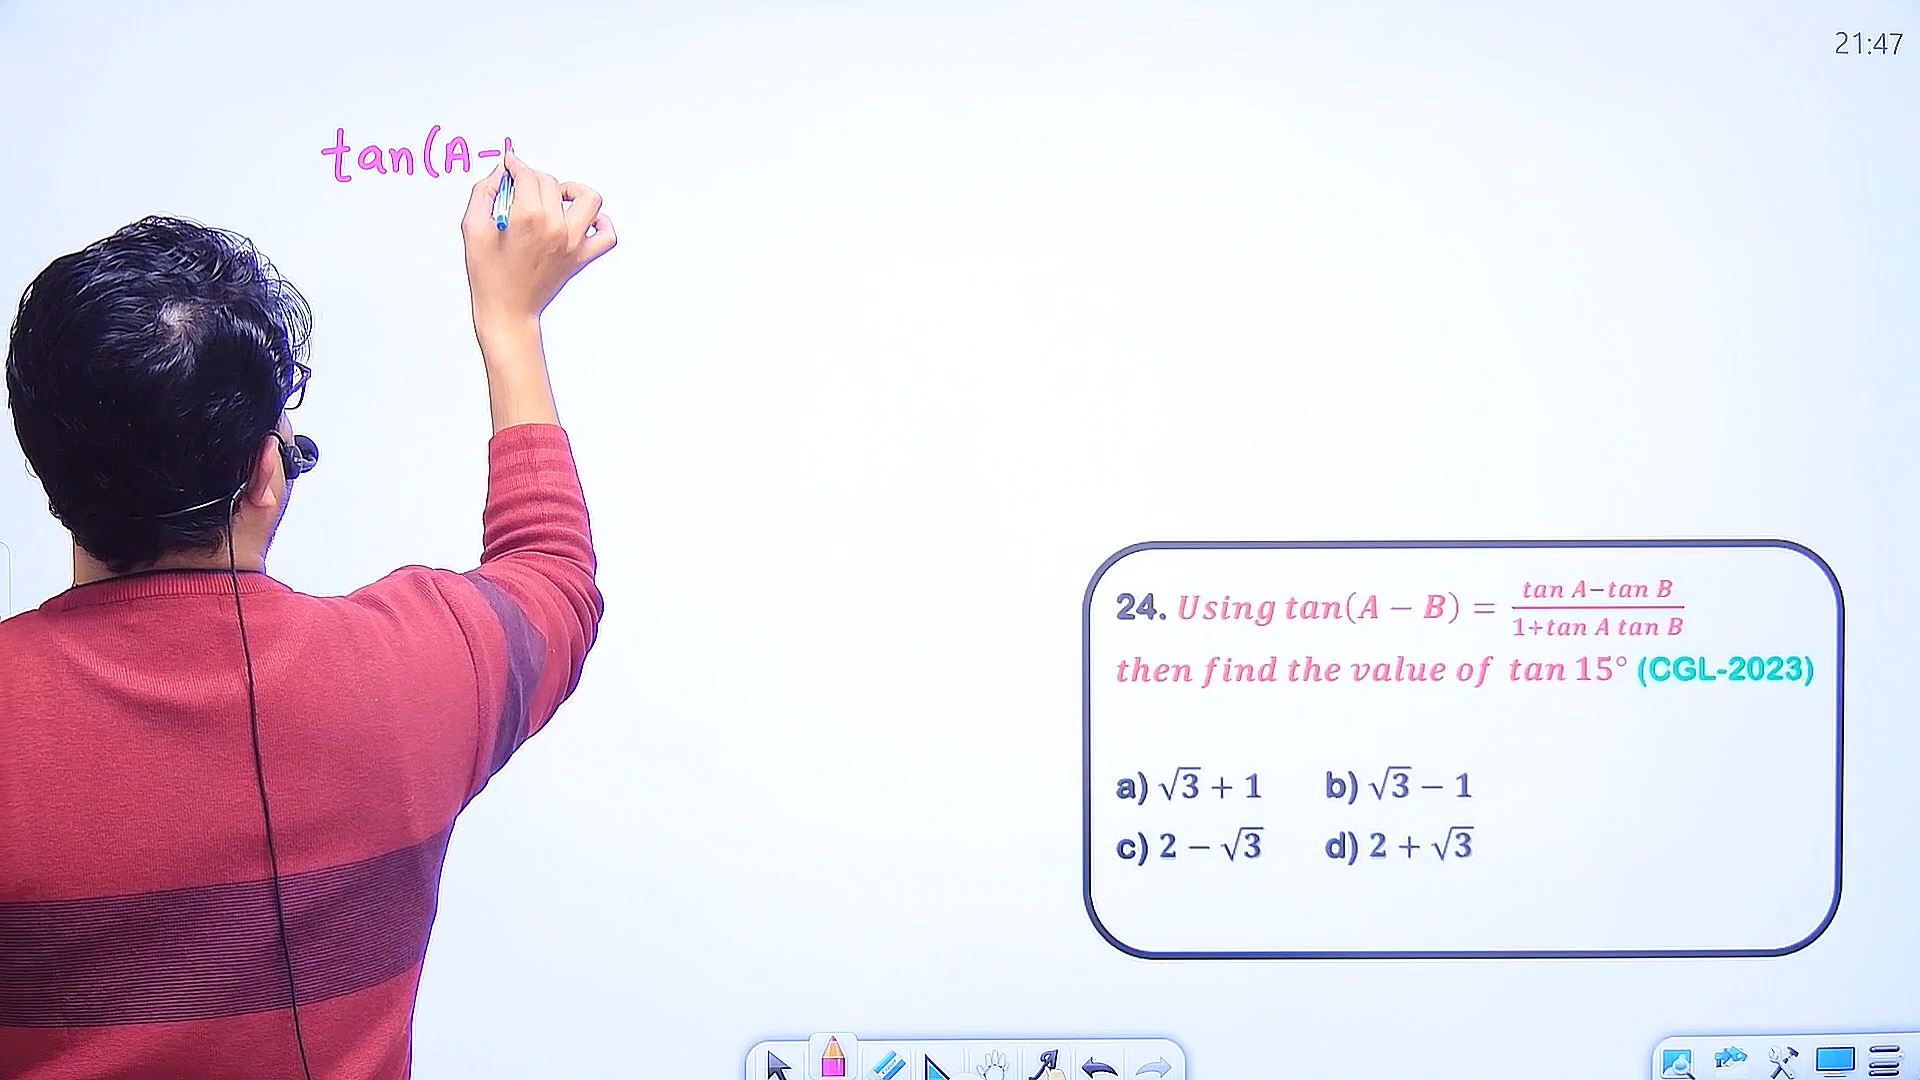 21:47
tan(A-
24. Using tan(A − B) = \frac{tan A−tan B}{1+tan A tan B}
then find the value of tan 15° (CGL-2023)
a) √3 + 1 b) √3 − 1
c) 2 − √3 d) 2 + √3